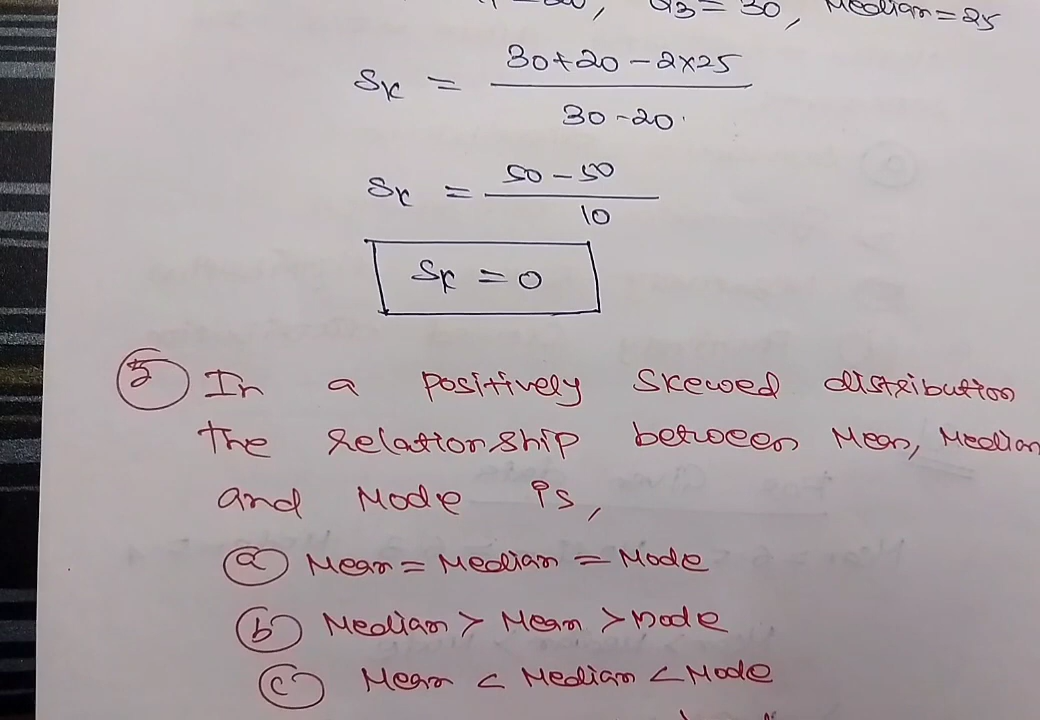 = 20, Q3 = 30, Median = 25
Sk = 30+20-2×25 / 30-20
Sk = 50-50 / 10
Sk = 0
5 In a positively skewed distribution
the relationship between Mean, Median
and Mode is,
a Mean = Median = Mode
b Median > Mean > Mode
c Mean < Median < Mode